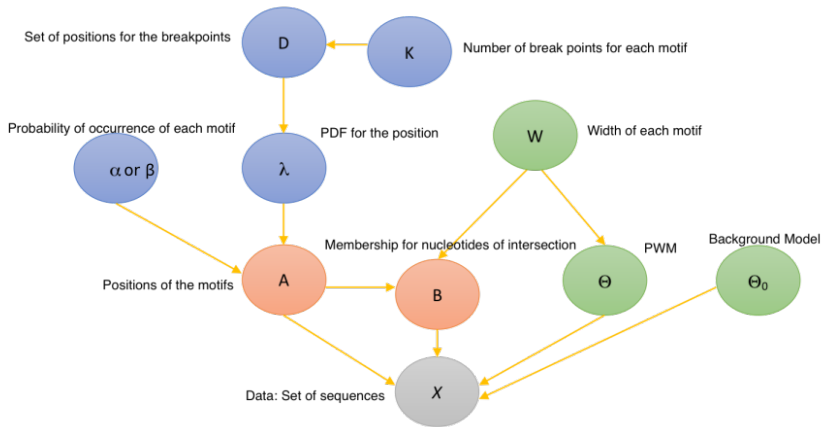 Set of positions for the breakpoints
D
K
Number of break points for each motif
Probability of occurrence of each motif
PDF for the position
W
Width of each motif
α or β
λ
Membership for nucleotides of intersection
PWM
Background Model
Positions of the motifs
A
B
Θ
Θ₀
Data: Set of sequences
X